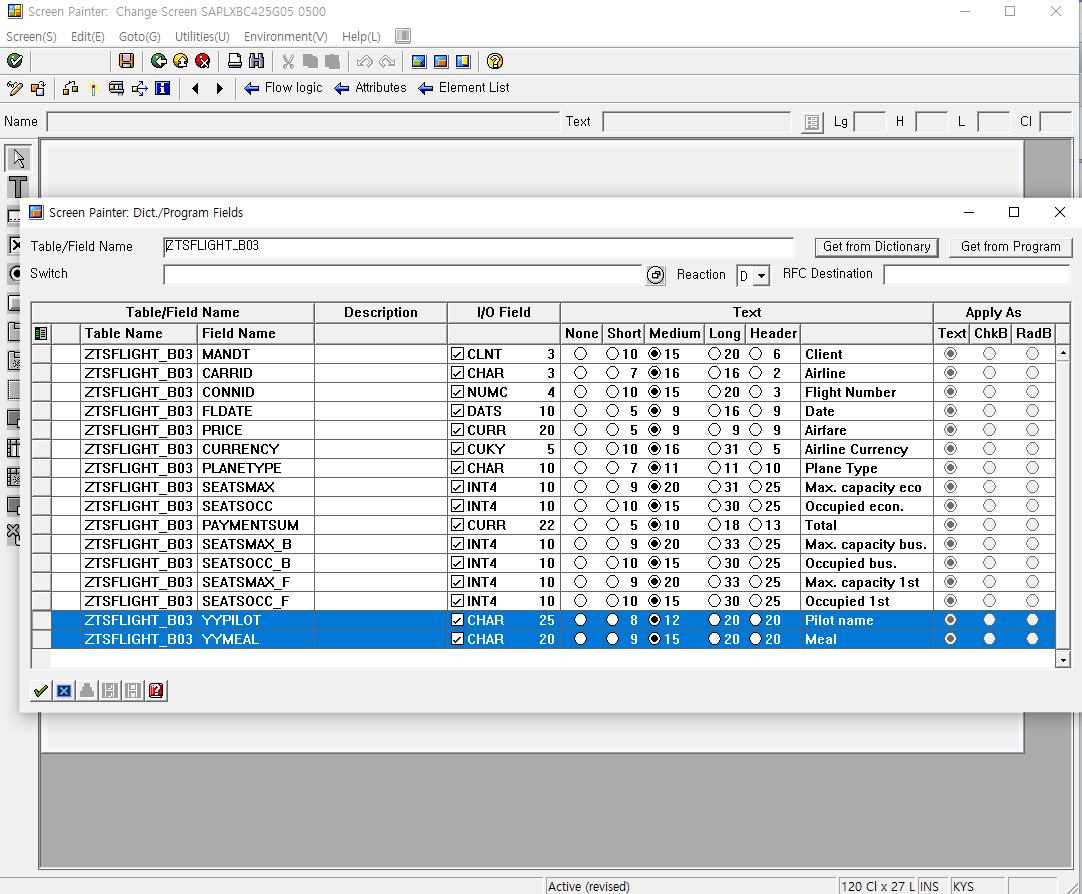 Screen Painter:  Change Screen SAPLXBC425G05 0500
Screen(S) Edit(E) Goto(G) Utilities(U) Environment(V) Help(L)
Flow logic Attributes Element List
Name Text Lg H L Cl
Screen Painter: Dict./Program Fields
Table/Field Name ZTSFLIGHT_B03 Get from Dictionary Get from Program
Switch Reaction D RFC Destination
Table/Field Name Description I/O Field Text Apply As
Table Name Field Name None Short Medium Long Header Text ChkB RadB
ZTSFLIGHT_B03 MANDT CLNT 3 10 15 20 6 Client
ZTSFLIGHT_B03 CARRID CHAR 3 7 16 16 2 Airline
ZTSFLIGHT_B03 CONNID NUMC 4 10 15 20 3 Flight Number
ZTSFLIGHT_B03 FLDATE DATS 10 5 9 16 9 Date
ZTSFLIGHT_B03 PRICE CURR 20 5 9 9 9 Airfare
ZTSFLIGHT_B03 CURRENCY CUKY 5 10 16 31 5 Airline Currency
ZTSFLIGHT_B03 PLANETYPE CHAR 10 7 11 11 10 Plane Type
ZTSFLIGHT_B03 SEATSMAX INT4 10 9 20 31 25 Max. capacity eco
ZTSFLIGHT_B03 SEATSOCC INT4 10 10 15 30 25 Occupied econ.
ZTSFLIGHT_B03 PAYMENTSUM CURR 22 5 10 18 13 Total
ZTSFLIGHT_B03 SEATSMAX_B INT4 10 9 20 33 25 Max. capacity bus.
ZTSFLIGHT_B03 SEATSOCC_B INT4 10 10 15 30 25 Occupied bus.
ZTSFLIGHT_B03 SEATSMAX_F INT4 10 9 20 33 25 Max. capacity 1st
ZTSFLIGHT_B03 SEATSOCC_F INT4 10 10 15 30 25 Occupied 1st
ZTSFLIGHT_B03 YYPILOT CHAR 25 8 12 20 20 Pilot name
ZTSFLIGHT_B03 YYMEAL CHAR 20 9 15 20 20 Meal
Active (revised) 120 Cl x 27 L INS KYS